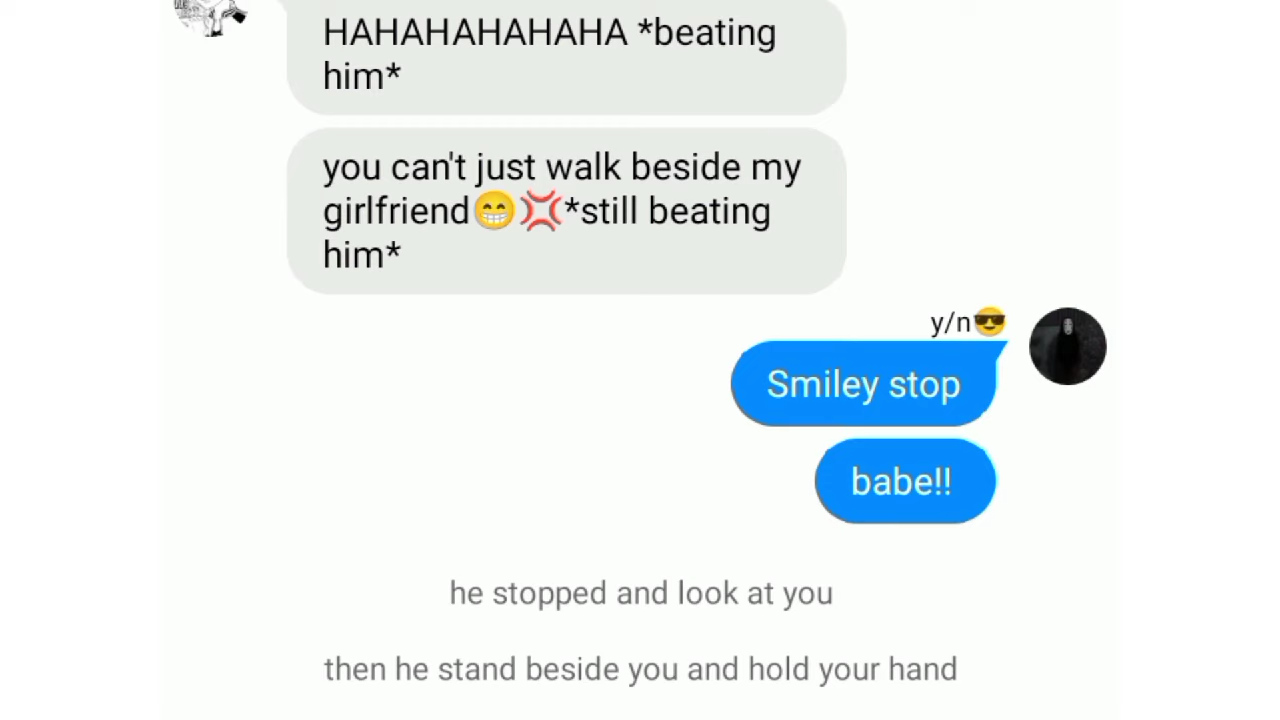 HAHAHAHAHAHA *beating
him*
you can't just walk beside my
girlfriend😁💢*still beating
him*
y/n😎
Smiley stop
babe!!
he stopped and look at you
then he stand beside you and hold your hand